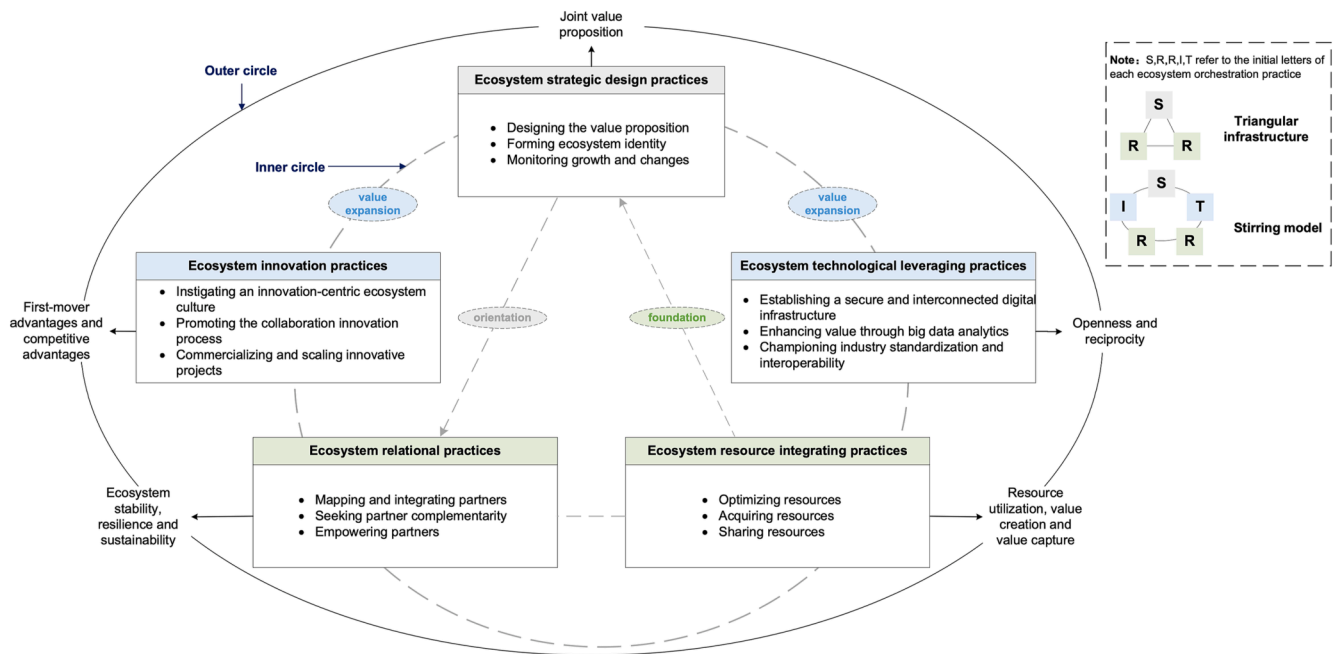 Joint value
proposition
Outer circle
Ecosystem strategic design practices
• Designing the value proposition
• Forming ecosystem identity
• Monitoring growth and changes
Inner circle
value
expansion
value
expansion
Ecosystem innovation practices
• Instigating an innovation-centric ecosystem
culture
• Promoting the collaboration innovation
process
• Commercializing and scaling innovative
projects
First-mover
advantages and
competitive
advantages
orientation
foundation
Ecosystem technological leveraging practices
• Establishing a secure and interconnected digital
infrastructure
• Enhancing value through big data analytics
• Championing industry standardization and
interoperability
Openness and
reciprocity
Ecosystem relational practices
• Mapping and integrating partners
• Seeking partner complementarity
• Empowering partners
Ecosystem
stability,
resilience and
sustainability
Ecosystem resource integrating practices
• Optimizing resources
• Acquiring resources
• Sharing resources
Resource
utilization, value
creation and
value capture
Note: S,R,R,I,T refer to the initial letters of
each ecosystem orchestration practice
S
R R
Triangular
infrastructure
S
I T
R R
Stirring model